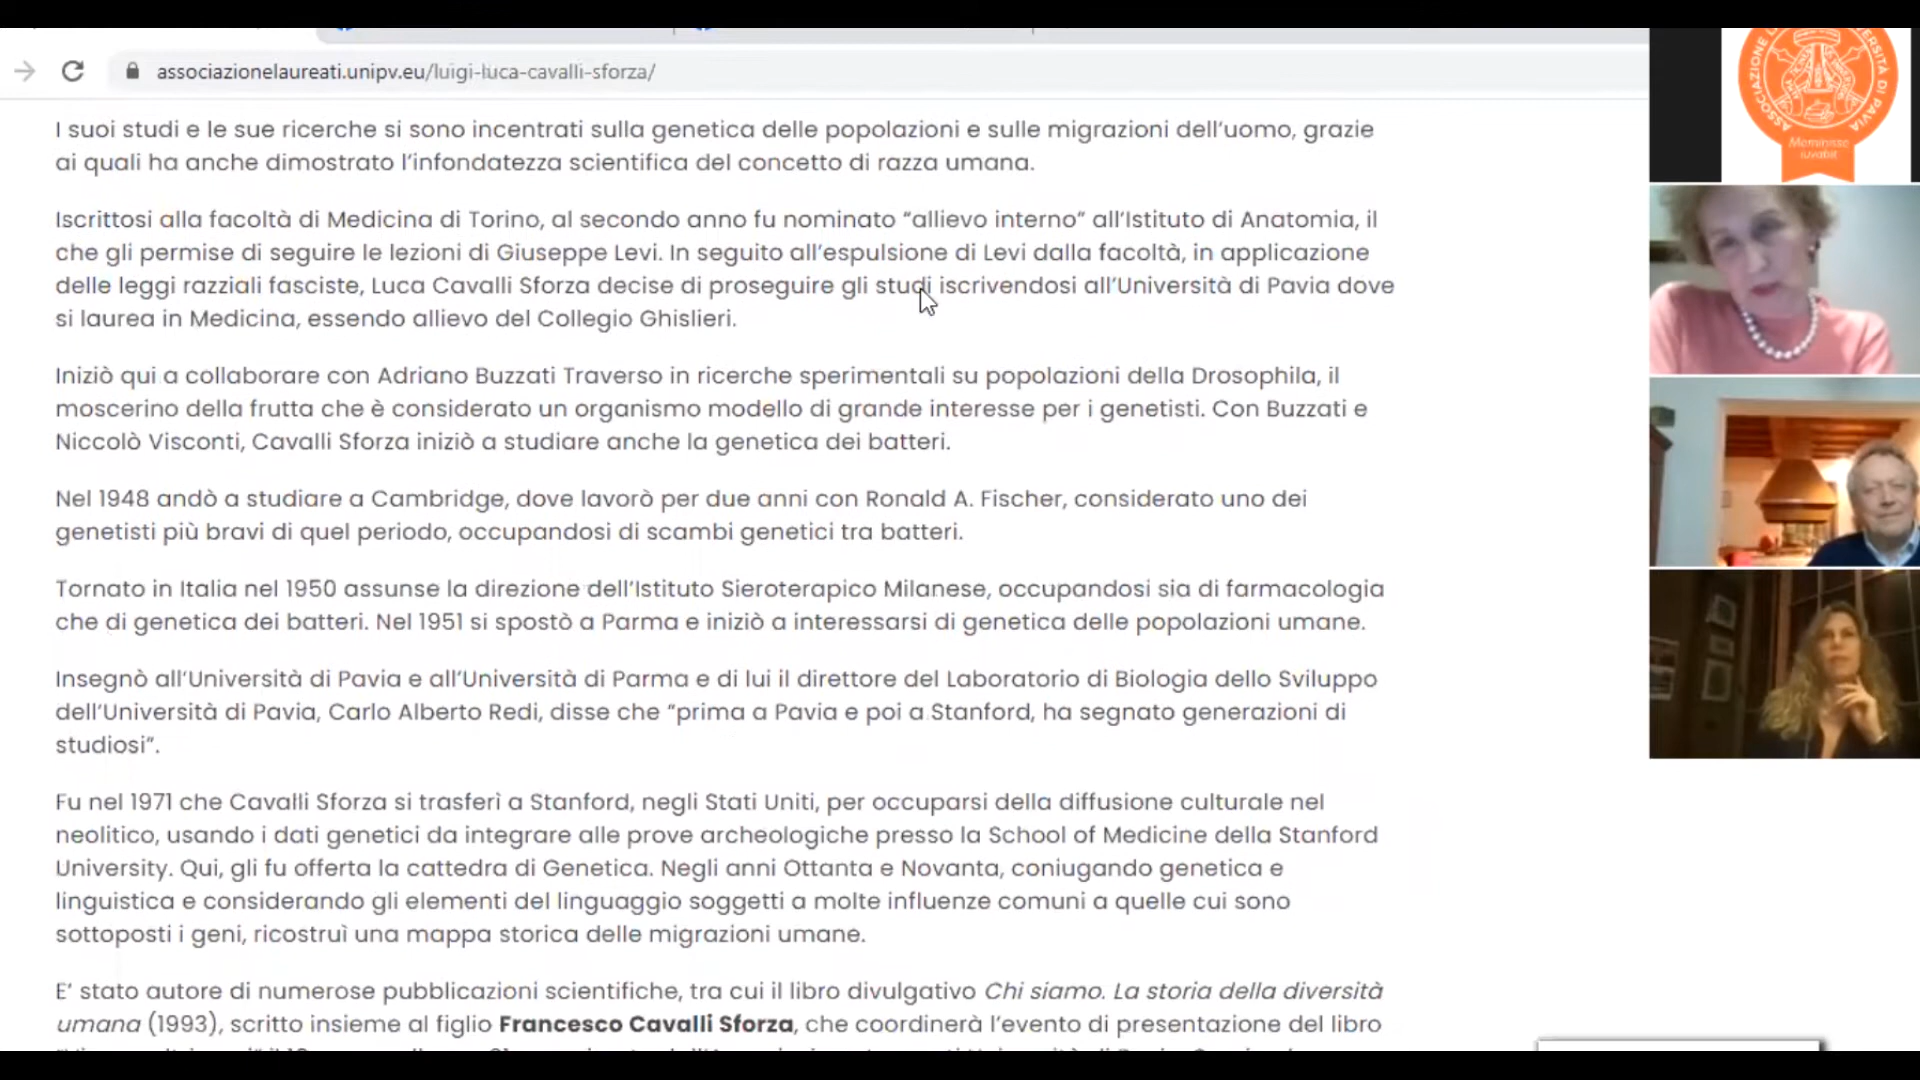 associazionelaureati.unipv.eu/luigi-luca-cavalli-sforza/
I suoi studi e le sue ricerche si sono incentrati sulla genetica delle popolazioni e sulle migrazioni dell’uomo, grazie
ai quali ha anche dimostrato l’infondatezza scientifica del concetto di razza umana.
Iscrittosi alla facoltà di Medicina di Torino, al secondo anno fu nominato “allievo interno” all’Istituto di Anatomia, il
che gli permise di seguire le lezioni di Giuseppe Levi. In seguito all’espulsione di Levi dalla facoltà, in applicazione
delle leggi razziali fasciste, Luca Cavalli Sforza decise di proseguire gli studi iscrivendosi all’Università di Pavia dove
si laurea in Medicina, essendo allievo del Collegio Ghislieri.
Iniziò qui a collaborare con Adriano Buzzati Traverso in ricerche sperimentali su popolazioni della Drosophila, il
moscerino della frutta che è considerato un organismo modello di grande interesse per i genetisti. Con Buzzati e
Niccolò Visconti, Cavalli Sforza iniziò a studiare anche la genetica dei batteri.
Nel 1948 andò a studiare a Cambridge, dove lavorò per due anni con Ronald A. Fischer, considerato uno dei
genetisti più bravi di quel periodo, occupandosi di scambi genetici tra batteri.
Tornato in Italia nel 1950 assunse la direzione dell’Istituto Sieroterapico Milanese, occupandosi sia di farmacologia
che di genetica dei batteri. Nel 1951 si spostò a Parma e iniziò a interessarsi di genetica delle popolazioni umane.
Insegnò all’Università di Pavia e all’Università di Parma e di lui il direttore del Laboratorio di Biologia dello Sviluppo
dell’Università di Pavia, Carlo Alberto Redi, disse che “prima a Pavia e poi a Stanford, ha segnato generazioni di
studiosi”.
Fu nel 1971 che Cavalli Sforza si trasferì a Stanford, negli Stati Uniti, per occuparsi della diffusione culturale nel
neolitico, usando i dati genetici da integrare alle prove archeologiche presso la School of Medicine della Stanford
University. Qui, gli fu offerta la cattedra di Genetica. Negli anni Ottanta e Novanta, coniugando genetica e
linguistica e considerando gli elementi del linguaggio soggetti a molte influenze comuni a quelle cui sono
sottoposti i geni, ricostruì una mappa storica delle migrazioni umane.
E’ stato autore di numerose pubblicazioni scientifiche, tra cui il libro divulgativo Chi siamo. La storia della diversità
umana (1993), scritto insieme al figlio Francesco Cavalli Sforza, che coordinerà l’evento di presentazione del libro
Meminisse
iuvabit